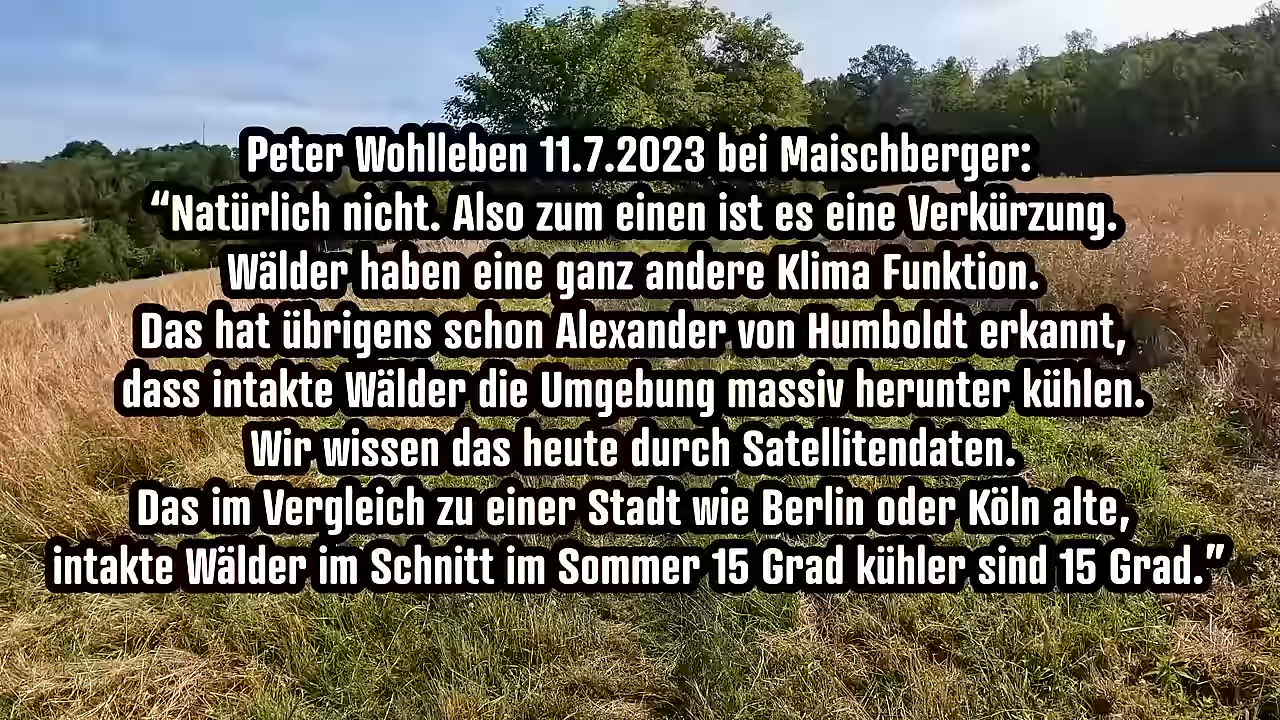 Peter Wohlleben 11.7.2023 bei Maischberger:
“Natürlich nicht. Also zum einen ist es eine Verkürzung.
Wälder haben eine ganz andere Klima Funktion.
Das hat übrigens schon Alexander von Humboldt erkannt,
dass intakte Wälder die Umgebung massiv herunter kühlen.
Wir wissen das heute durch Satellitendaten.
Das im Vergleich zu einer Stadt wie Berlin oder Köln alte,
intakte Wälder im Schnitt im Sommer 15 Grad kühler sind 15 Grad.”